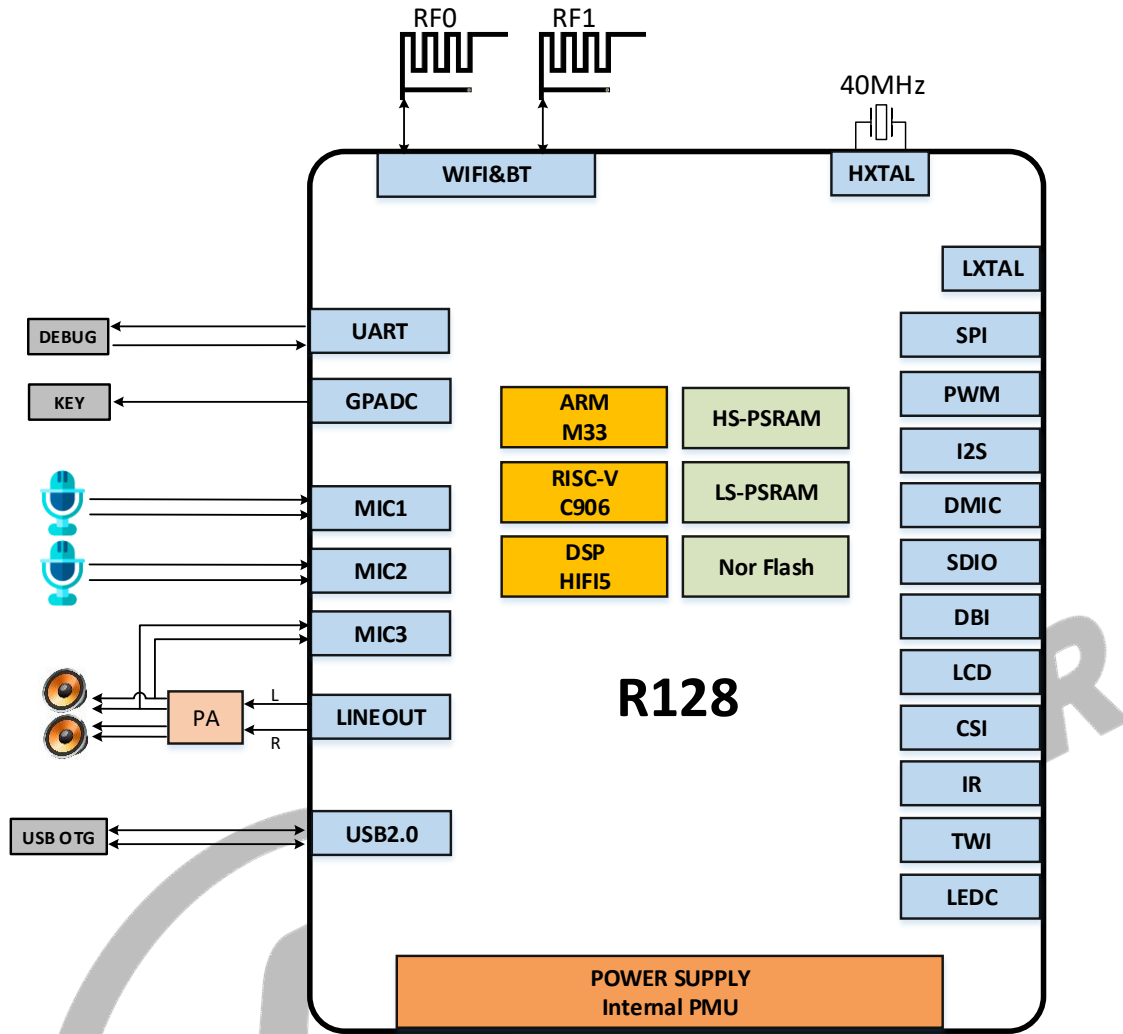 RF0
RF1
40MHz
WIFI&BT
HXTAL
LXTAL
DEBUG
UART
SPI
KEY
GPADC
PWM
ARM
M33
HS-PSRAM
I2S
RISC-V
C906
LS-PSRAM
MIC1
DMIC
MIC2
DSP
HIFI5
Nor Flash
SDIO
MIC3
DBI
LCD
L
PA
LINEOUT
R128
R
CSI
IR
USB OTG
USB2.0
TWI
LEDC
POWER SUPPLY
Internal PMU